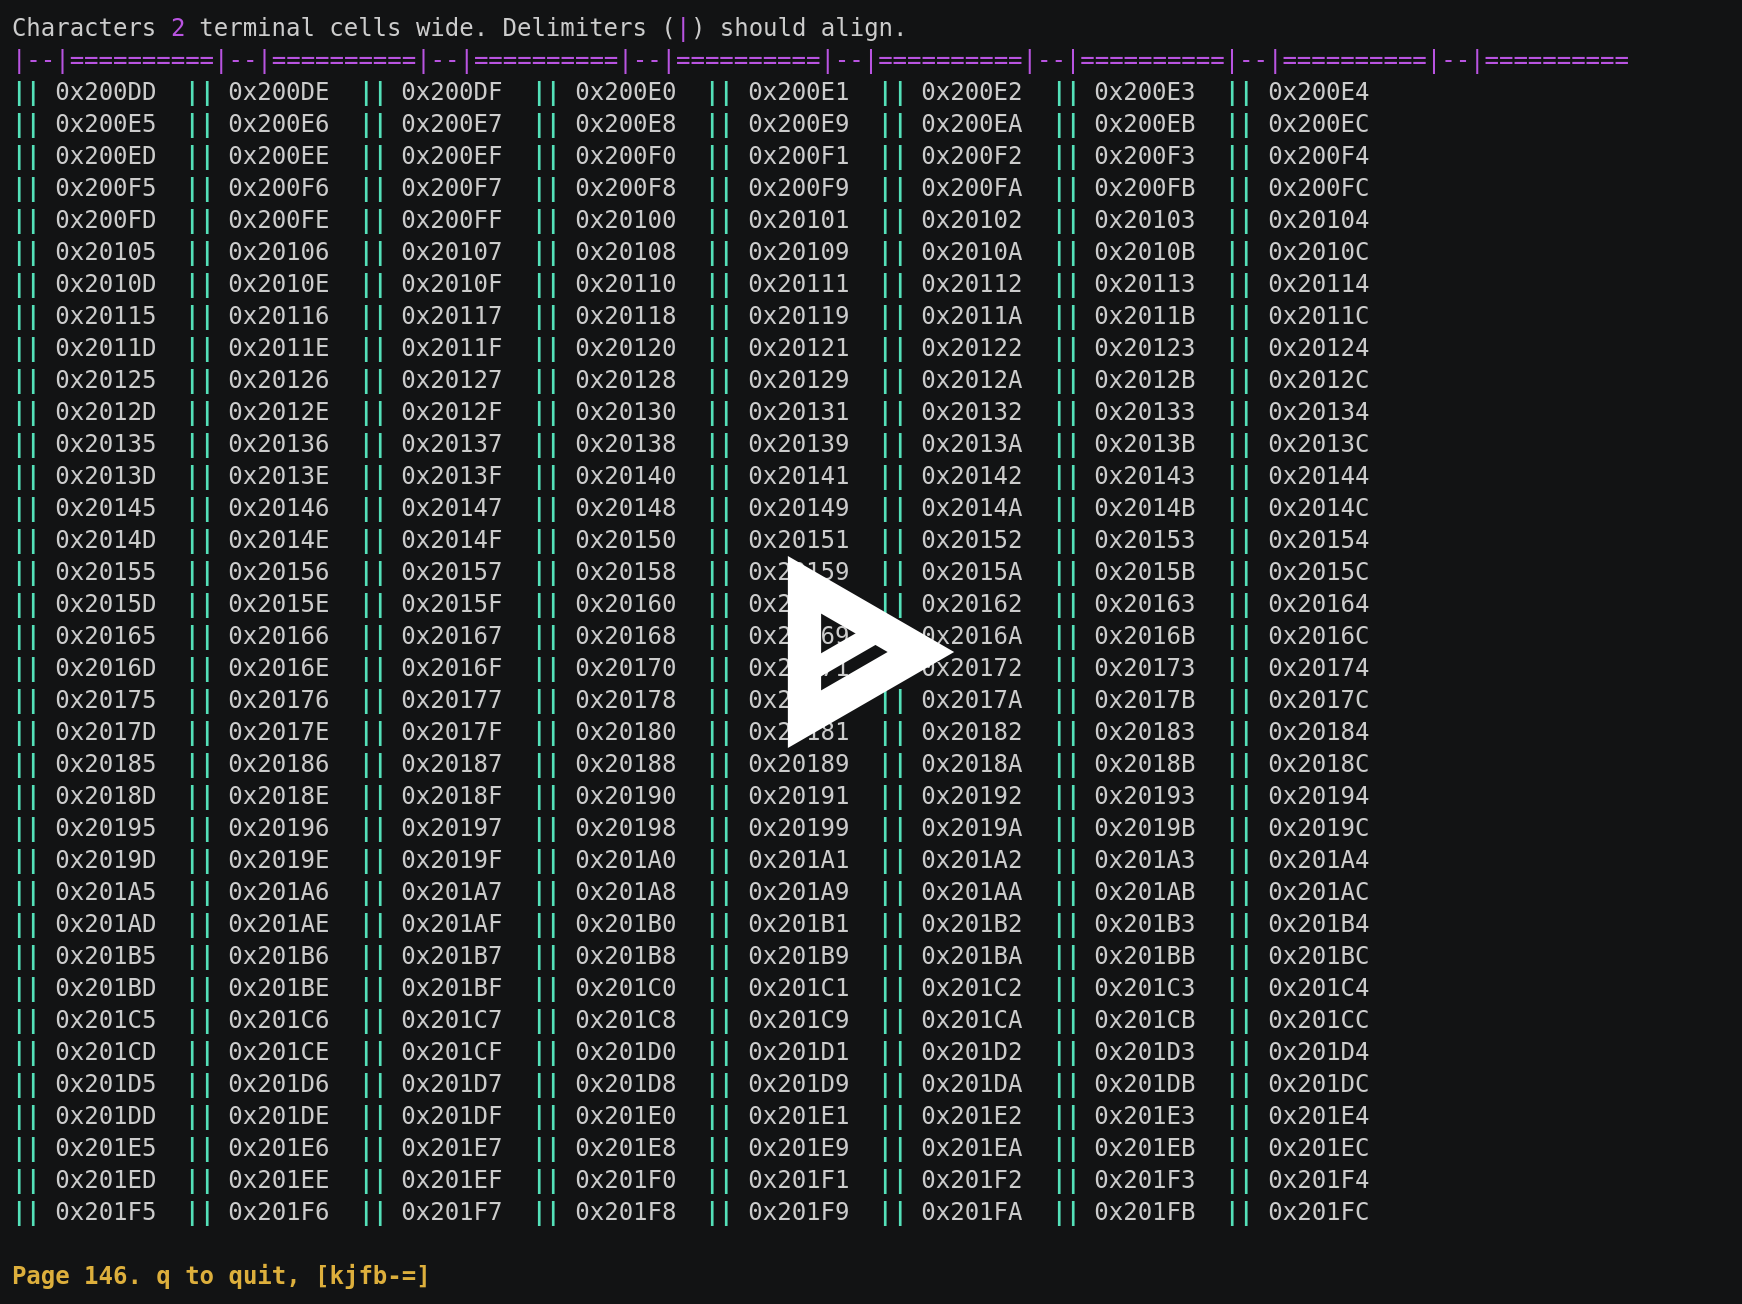 Characters 2 terminal cells wide. Delimiters (|) should align.
|--|==========|--|==========|--|==========|--|==========|--|==========|--|==========|--|==========|--|==========
|| 0x200DD  || 0x200DE  || 0x200DF  || 0x200E0  || 0x200E1  || 0x200E2  || 0x200E3  || 0x200E4
|| 0x200E5  || 0x200E6  || 0x200E7  || 0x200E8  || 0x200E9  || 0x200EA  || 0x200EB  || 0x200EC
|| 0x200ED  || 0x200EE  || 0x200EF  || 0x200F0  || 0x200F1  || 0x200F2  || 0x200F3  || 0x200F4
|| 0x200F5  || 0x200F6  || 0x200F7  || 0x200F8  || 0x200F9  || 0x200FA  || 0x200FB  || 0x200FC
|| 0x200FD  || 0x200FE  || 0x200FF  || 0x20100  || 0x20101  || 0x20102  || 0x20103  || 0x20104
|| 0x20105  || 0x20106  || 0x20107  || 0x20108  || 0x20109  || 0x2010A  || 0x2010B  || 0x2010C
|| 0x2010D  || 0x2010E  || 0x2010F  || 0x20110  || 0x20111  || 0x20112  || 0x20113  || 0x20114
|| 0x20115  || 0x20116  || 0x20117  || 0x20118  || 0x20119  || 0x2011A  || 0x2011B  || 0x2011C
|| 0x2011D  || 0x2011E  || 0x2011F  || 0x20120  || 0x20121  || 0x20122  || 0x20123  || 0x20124
|| 0x20125  || 0x20126  || 0x20127  || 0x20128  || 0x20129  || 0x2012A  || 0x2012B  || 0x2012C
|| 0x2012D  || 0x2012E  || 0x2012F  || 0x20130  || 0x20131  || 0x20132  || 0x20133  || 0x20134
|| 0x20135  || 0x20136  || 0x20137  || 0x20138  || 0x20139  || 0x2013A  || 0x2013B  || 0x2013C
|| 0x2013D  || 0x2013E  || 0x2013F  || 0x20140  || 0x20141  || 0x20142  || 0x20143  || 0x20144
|| 0x20145  || 0x20146  || 0x20147  || 0x20148  || 0x20149  || 0x2014A  || 0x2014B  || 0x2014C
|| 0x2014D  || 0x2014E  || 0x2014F  || 0x20150  || 0x20151  || 0x20152  || 0x20153  || 0x20154
|| 0x20155  || 0x20156  || 0x20157  || 0x20158  ||  || 0x2015A  || 0x2015B  || 0x2015C
|| 0x2015D  || 0x2015E  || 0x2015F  || 0x20160  ||  || 0x20162  || 0x20163  || 0x20164
|| 0x20165  || 0x20166  || 0x20167  || 0x20168  ||  0x2016A  || 0x2016B  || 0x2016C
|| 0x2016D  || 0x2016E  || 0x2016F  || 0x20170  ||  0x20172  || 0x20173  || 0x20174
|| 0x20175  || 0x20176  || 0x20177  || 0x20178  ||  || 0x2017A  || 0x2017B  || 0x2017C
|| 0x2017D  || 0x2017E  || 0x2017F  || 0x20180  ||  || 0x20182  || 0x20183  || 0x20184
|| 0x20185  || 0x20186  || 0x20187  || 0x20188  || 0x20189  || 0x2018A  || 0x2018B  || 0x2018C
|| 0x2018D  || 0x2018E  || 0x2018F  || 0x20190  || 0x20191  || 0x20192  || 0x20193  || 0x20194
|| 0x20195  || 0x20196  || 0x20197  || 0x20198  || 0x20199  || 0x2019A  || 0x2019B  || 0x2019C
|| 0x2019D  || 0x2019E  || 0x2019F  || 0x201A0  || 0x201A1  || 0x201A2  || 0x201A3  || 0x201A4
|| 0x201A5  || 0x201A6  || 0x201A7  || 0x201A8  || 0x201A9  || 0x201AA  || 0x201AB  || 0x201AC
|| 0x201AD  || 0x201AE  || 0x201AF  || 0x201B0  || 0x201B1  || 0x201B2  || 0x201B3  || 0x201B4
|| 0x201B5  || 0x201B6  || 0x201B7  || 0x201B8  || 0x201B9  || 0x201BA  || 0x201BB  || 0x201BC
|| 0x201BD  || 0x201BE  || 0x201BF  || 0x201C0  || 0x201C1  || 0x201C2  || 0x201C3  || 0x201C4
|| 0x201C5  || 0x201C6  || 0x201C7  || 0x201C8  || 0x201C9  || 0x201CA  || 0x201CB  || 0x201CC
|| 0x201CD  || 0x201CE  || 0x201CF  || 0x201D0  || 0x201D1  || 0x201D2  || 0x201D3  || 0x201D4
|| 0x201D5  || 0x201D6  || 0x201D7  || 0x201D8  || 0x201D9  || 0x201DA  || 0x201DB  || 0x201DC
|| 0x201DD  || 0x201DE  || 0x201DF  || 0x201E0  || 0x201E1  || 0x201E2  || 0x201E3  || 0x201E4
|| 0x201E5  || 0x201E6  || 0x201E7  || 0x201E8  || 0x201E9  || 0x201EA  || 0x201EB  || 0x201EC
|| 0x201ED  || 0x201EE  || 0x201EF  || 0x201F0  || 0x201F1  || 0x201F2  || 0x201F3  || 0x201F4
|| 0x201F5  || 0x201F6  || 0x201F7  || 0x201F8  || 0x201F9  || 0x201FA  || 0x201FB  || 0x201FC
Page 146. q to quit, [kjfb-=]